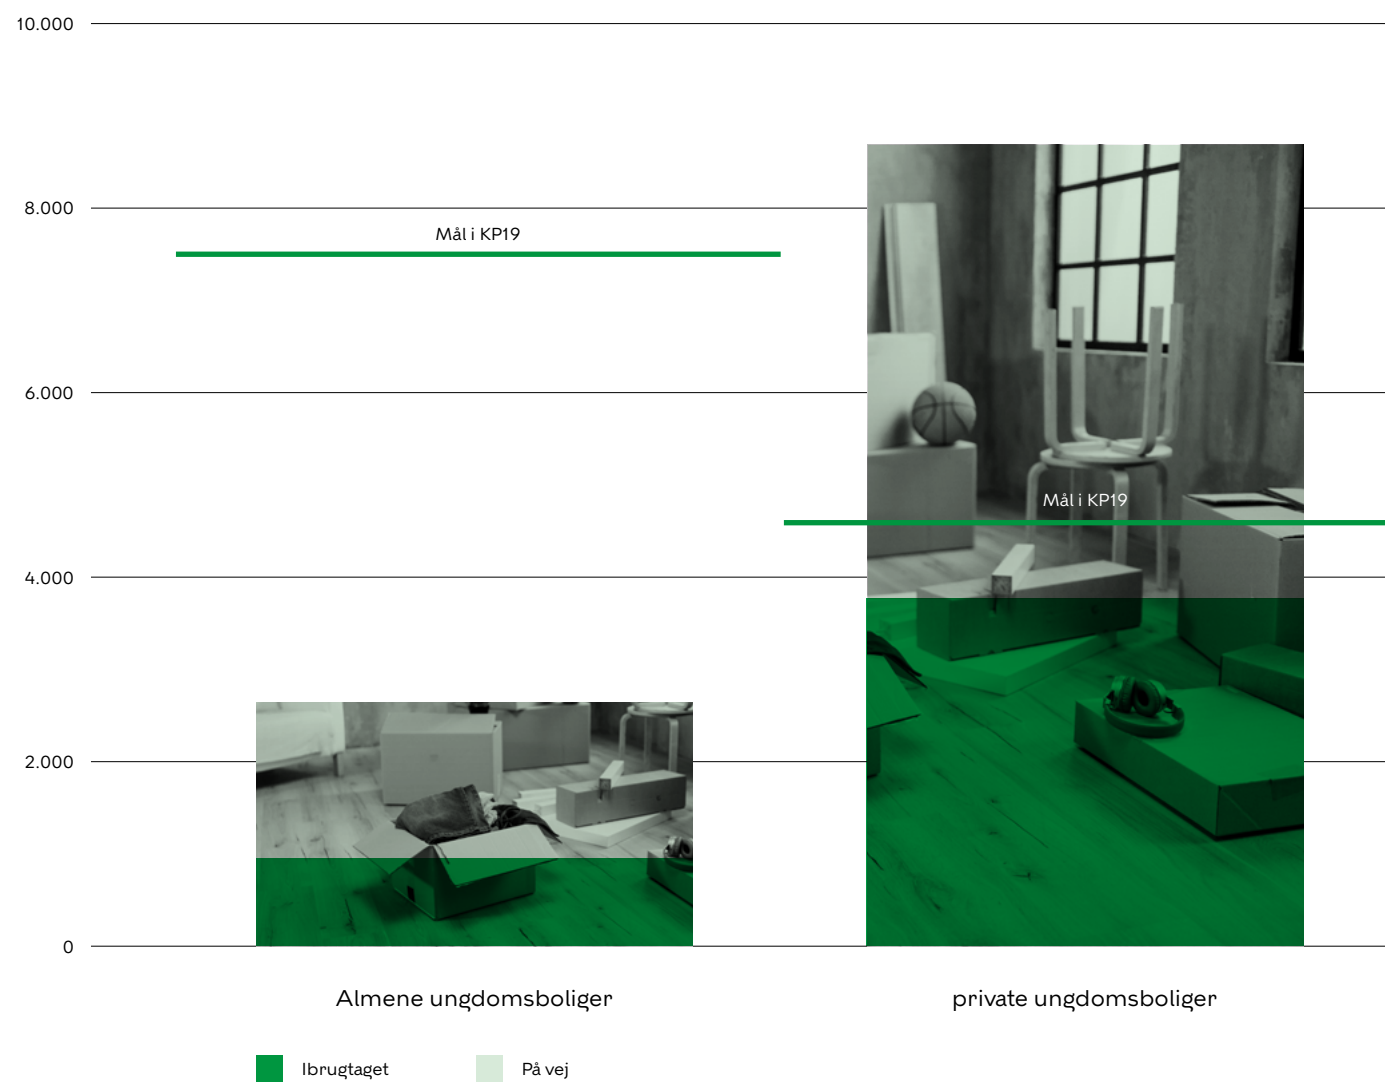 10.000
8.000
Mål i KP19
6.000
Mål i KP19
4.000
2.000
0
Almene ungdomsboliger
private ungdomsboliger
Ibrugtaget
På vej